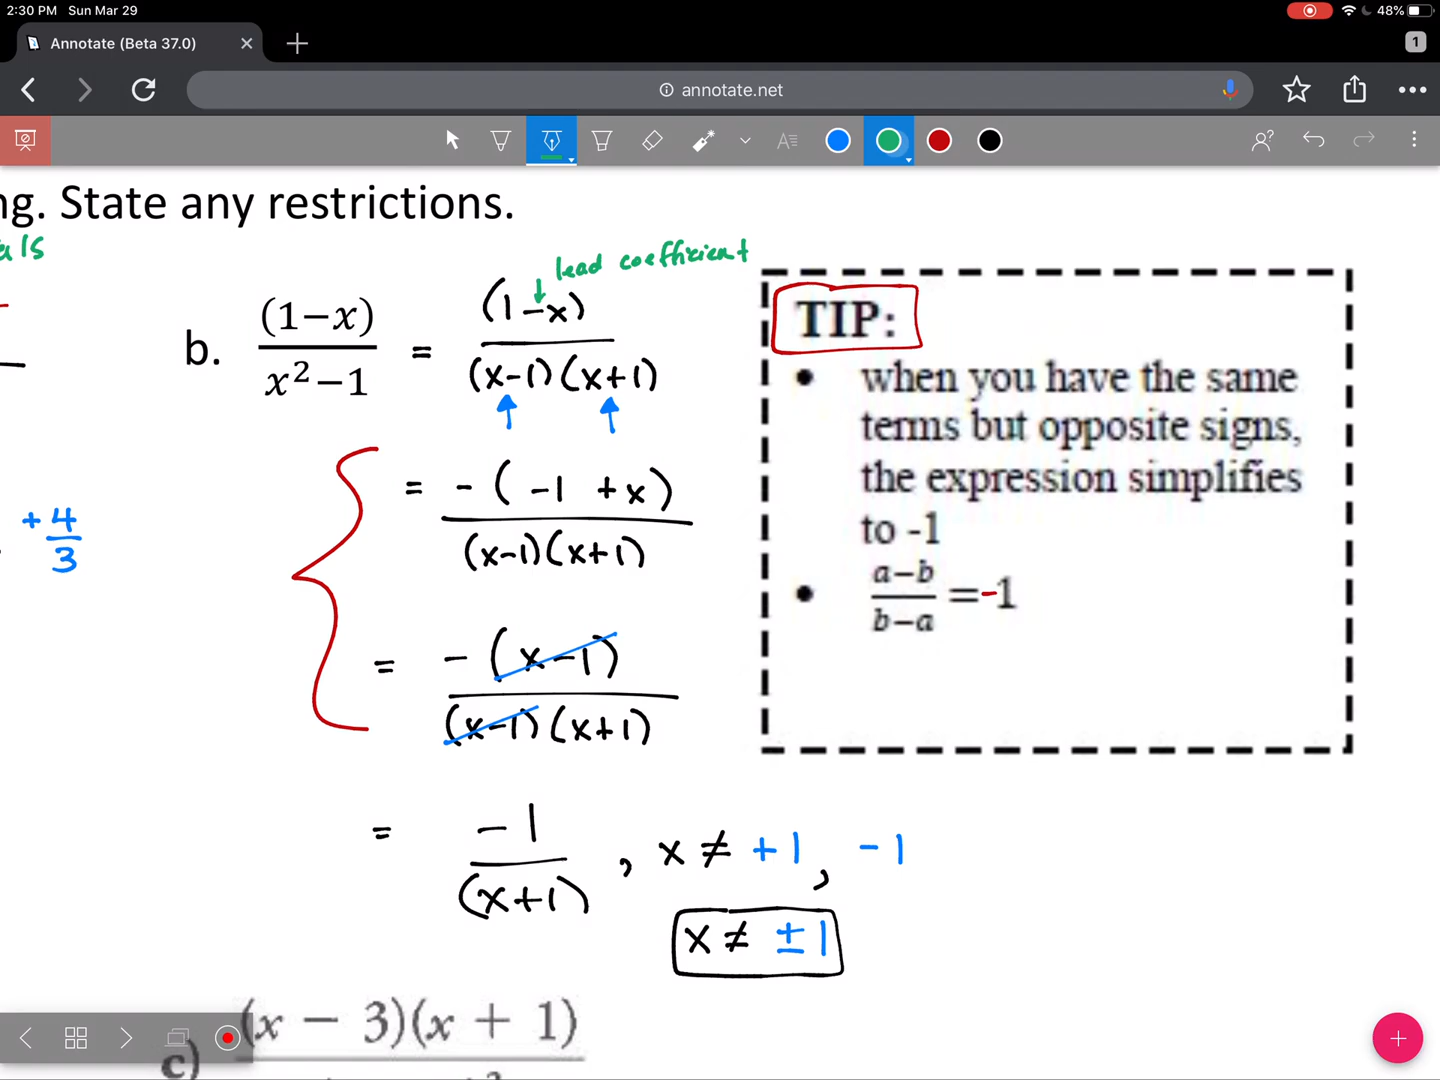 2:30 PM Sun Mar 29
48%
Annotate (Beta 37.0)
1
annotate.net
ng. State any restrictions.
als
lead coefficient
b. (1−x)/x²−1 = (1−x)/(x−1)(x+1)
= −(−1 +x)/(x−1)(x+1)
+4/3
= −(x−1)/(x−1)(x+1)
= −1/(x+1) , x ≠ +1, −1
x ≠ ±1
TIP:
• when you have the same
terms but opposite signs,
the expression simplifies
to -1
• a−b/b−a =-1
c) (x − 3)(x + 1)